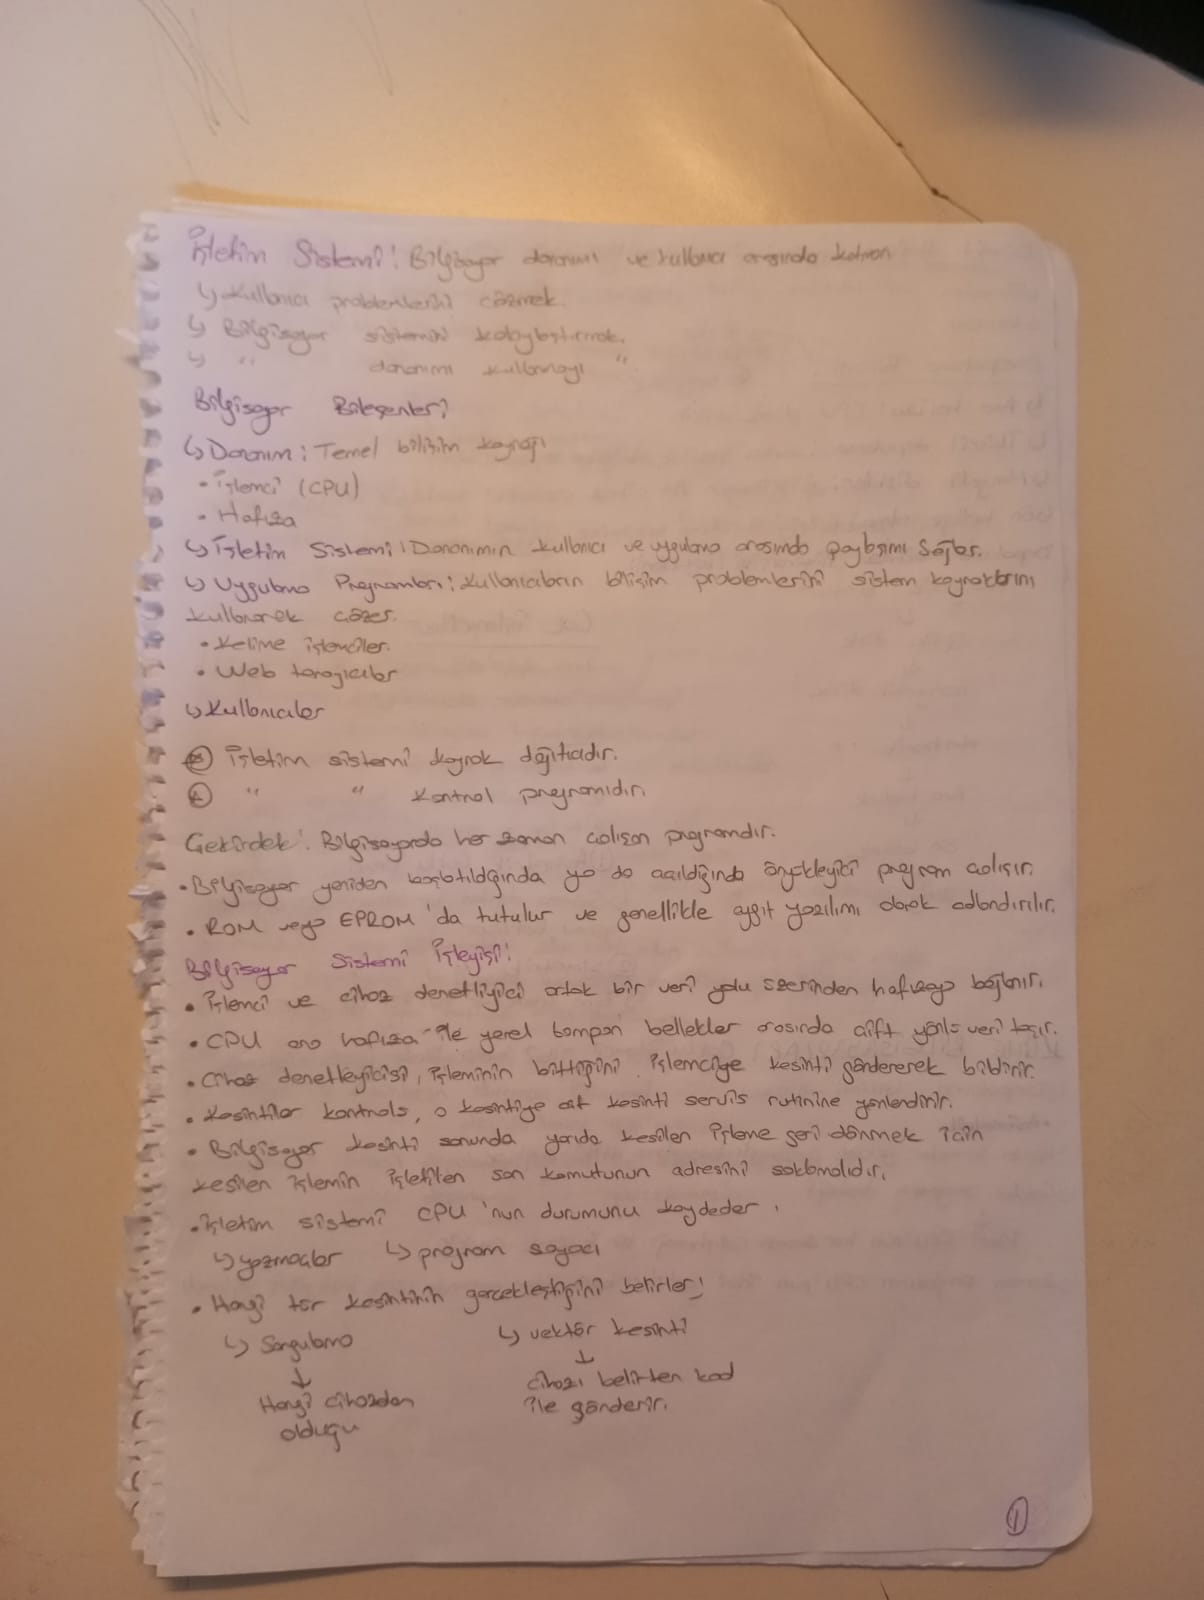 İşletim Sistemi: Bilgisayar donanımı ve kullanıcı arasında katman
↳ Kullanıcı problemlerini çözmek
↳ Bilgisayar sistemini kolaylaştırmak.
↳ " donanımı kullanmayı "
Bilgisayar Bileşenleri
↳ Donanım: Temel bilişim kaynağı
• İşlemci (CPU)
• Hafıza
↳ İşletim Sistemi: Donanımın kullanıcı ve uygulama arasında paylaşımı sağlar.
↳ Uygulama Programları: Kullanıcıların bilişim problemlerini sistem kaynaklarını
kullanarak çözer.
• Kelime işlemciler.
• Web tarayıcılar
↳ Kullanıcılar
İşletim sistemi kaynak dağıtıcıdır.
" " Kontrol programıdır.
Çekirdek: Bilgisayarda her zaman çalışan programdır.
• Bilgisayar yeniden başlatıldığında ya da açıldığında önyükleyici program çalışır.
• ROM veya EPROM 'da tutulur ve genellikle aygıt yazılımı olarak adlandırılır.
Bilgisayar Sistemi İşleyişi:
• İşlemci ve cihaz denetliyici ortak bir veri yolu üzerinden hafızaya bağlanır.
• CPU ana hafıza ile yerel tampon bellekler arasında çift yönlü veri taşır.
• Cihaz denetleyicisi, işleminin bittiğini işlemciye kesinti göndererek bildirir.
• Kesintiler kontrolü, o kesintiye ait kesinti servis rutinine yönlendirir.
• Bilgisayar kesinti sonunda yarıda kesilen işleme geri dönmek için
kesilen işlemin işletilen son komutunun adresini saklamalıdır.
• İşletim sistemi CPU 'nun durumunu kaydeder.
↳ yazmaçlar ↳ program sayacı
• Hangi tür kesintinin gerçekleştiğini belirler:
↳ Sorgulama ↳ vektör kesinti
↓ ↓
Hangi cihazdan cihazı belirten kod
olduğu ile gönderir.
1